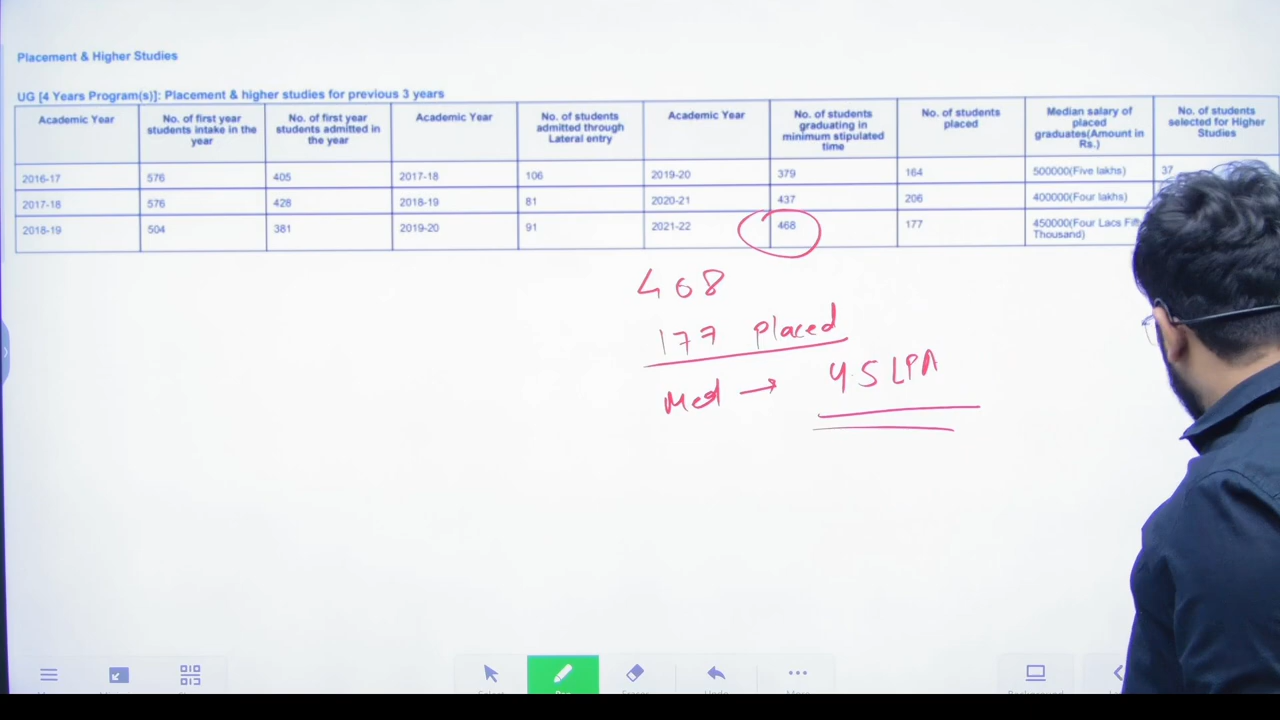 Placement & Higher Studies
UG [4 Years Program(s)]: Placement & higher studies for previous 3 years
Academic Year No. of first year students intake in the year No. of first year students admitted in the year Academic Year No. of students admitted through Lateral entry Academic Year No. of students graduating in minimum stipulated time No. of students placed Median salary of placed graduates(Amount in Rs.) No. of students selected for Higher Studies
2016-17 576 405 2017-18 106 2019-20 379 164 500000(Five lakhs) 37
2017-18 576 428 2018-19 81 2020-21 437 206 400000(Four lakhs)
2018-19 504 381 2019-20 91 2021-22 468 177 450000(Four Lacs Thousand)
468
177 placed
Med → 4.5 LPA